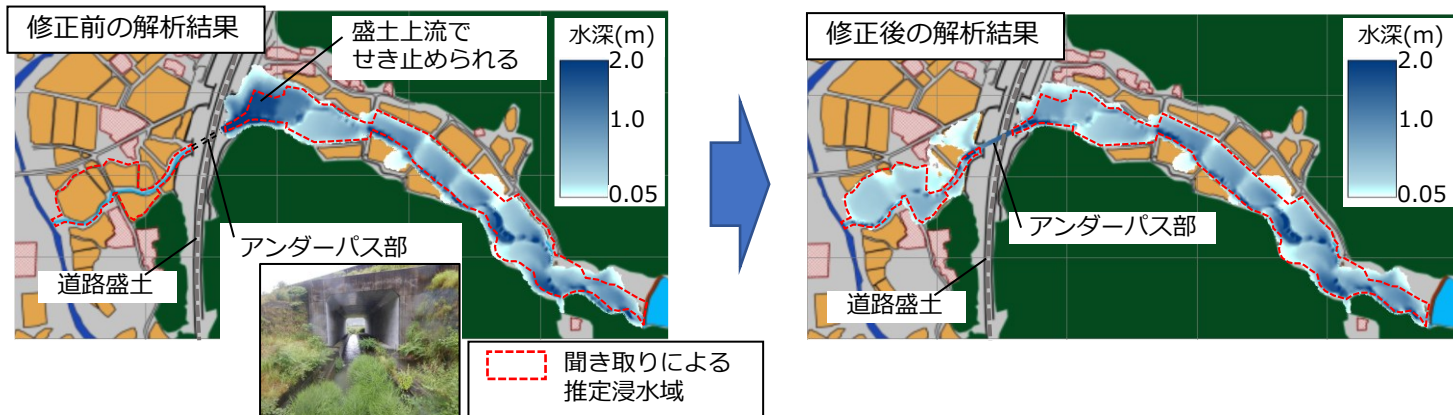 修正前の解析結果
盛土上流で
せき止められる
水深(m)
2.0
1.0
0.05
アンダーパス部
道路盛土
聞き取りによる
推定浸水域
修正後の解析結果
水深(m)
2.0
1.0
0.05
アンダーパス部
道路盛土